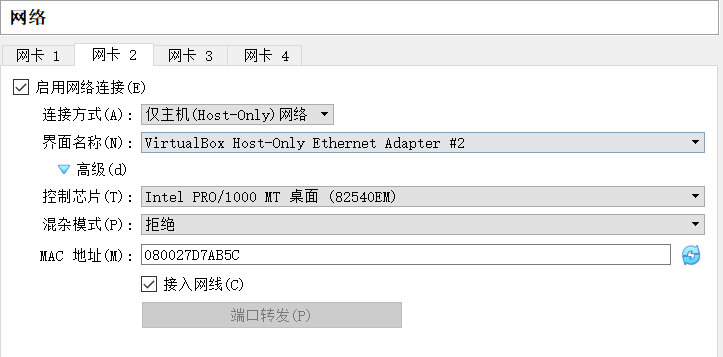 网络
网卡 1 网卡 2 网卡 3 网卡 4
启用网络连接(E)
连接方式(A): 仅主机(Host-Only)网络
界面名称(N): VirtualBox Host-Only Ethernet Adapter #2
高级(d)
控制芯片(T): Intel PRO/1000 MT 桌面 (82540EM)
混杂模式(P): 拒绝
MAC 地址(M): 080027D7AB5C
接入网线(C)
端口转发(P)